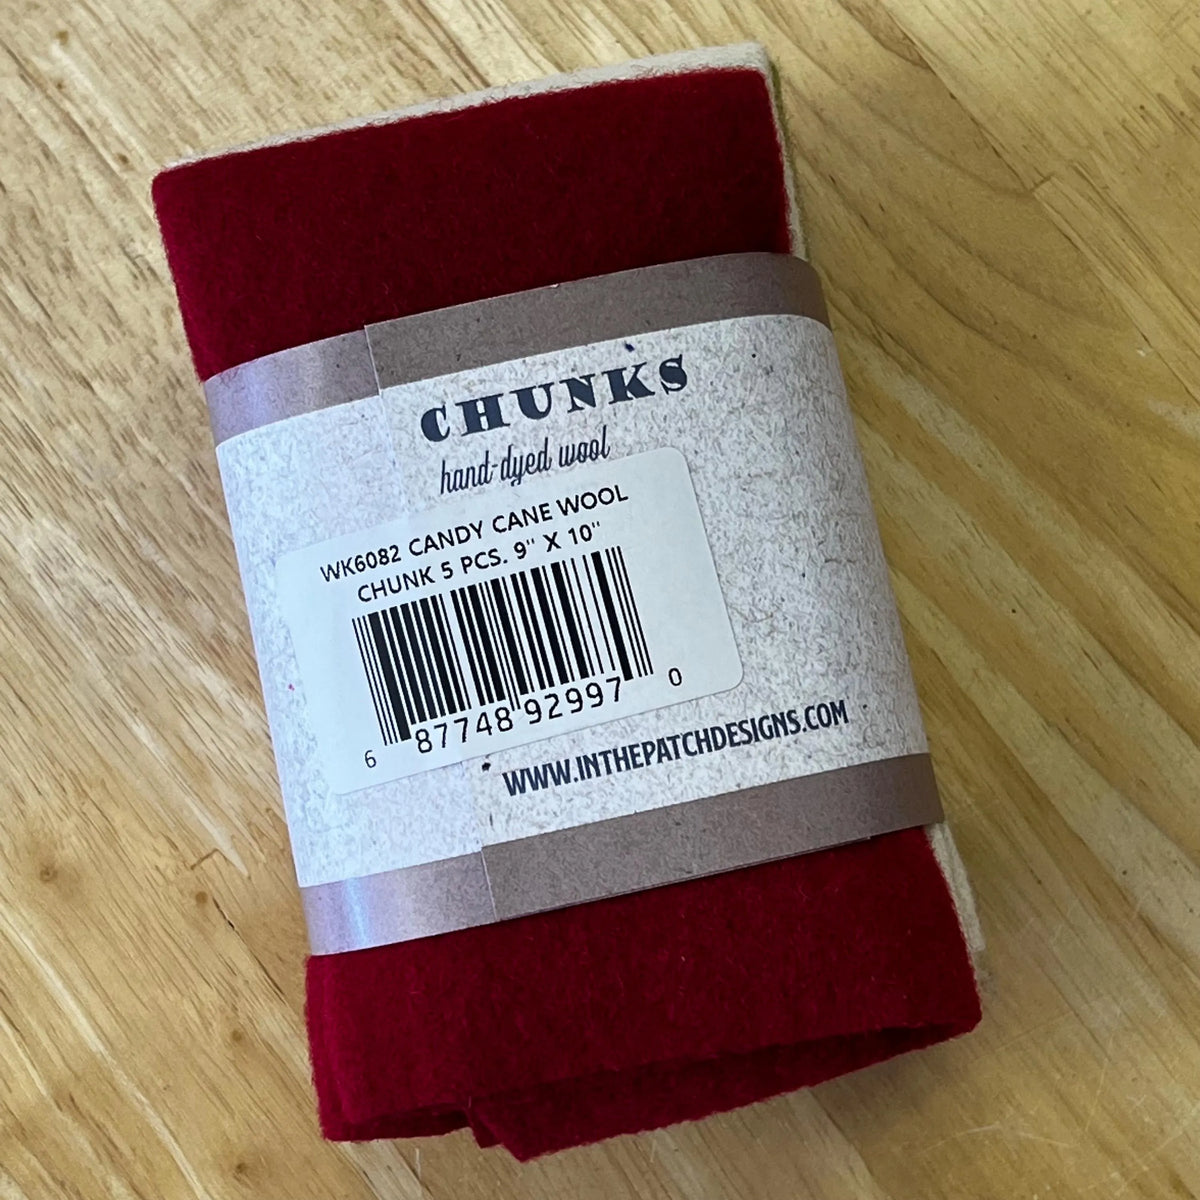 CHUNKS
hand-dyed wool
WK6082 CANDY CANE WOOL
CHUNK 5 PCS. 9" X 10"
6 87748 92997 0
WWW.INTHEPATCHDESIGNS.COM